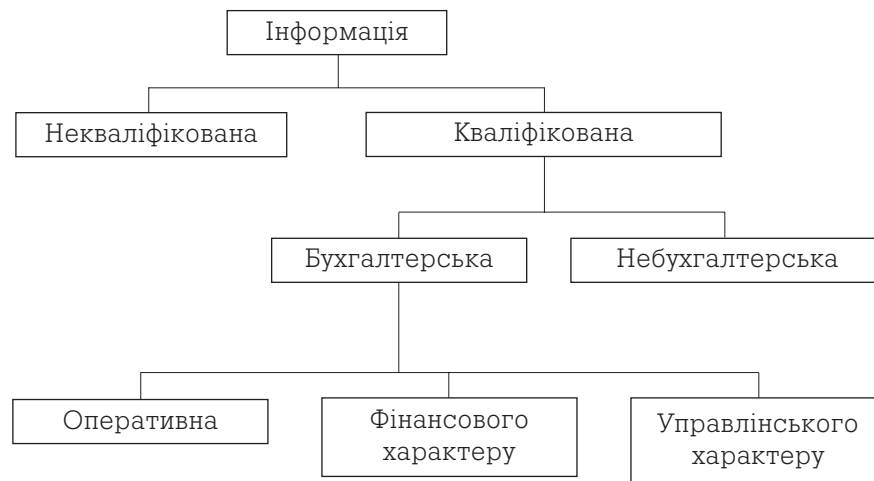 Інформація
Некваліфікована
Кваліфікована
Бухгалтерська
Небухгалтерська
Оперативна
Фінансового
характеру
Управлінського
характеру